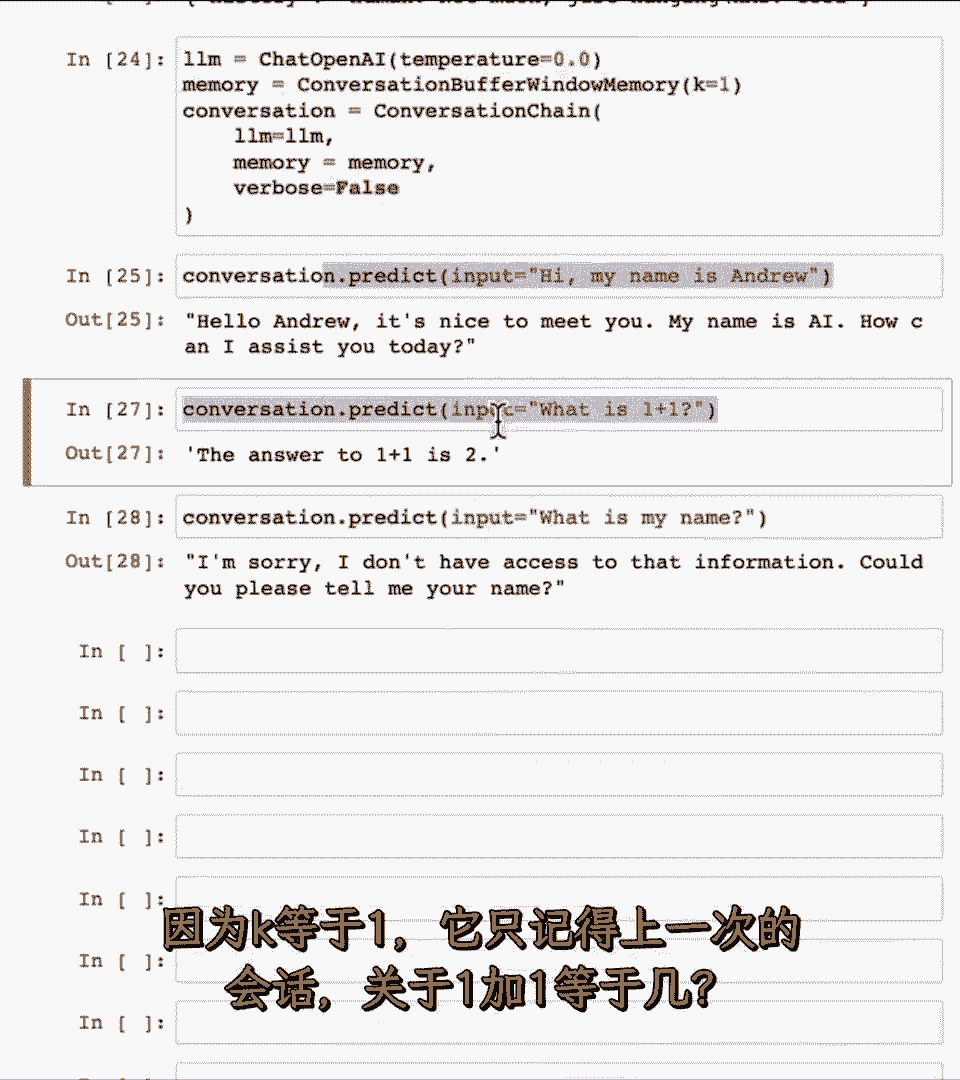 In [24]: llm = ChatOpenAI(temperature=0.0)
memory = ConversationBufferWindowMemory(k=1)
conversation = ConversationChain(
    llm=llm,
    memory = memory,
    verbose=False
)
In [25]: conversation.predict(input="Hi, my name is Andrew")
Out[25]: "Hello Andrew, it's nice to meet you. My name is AI. How c
an I assist you today?"
In [27]: conversation.predict(input="What is 1+1?")
Out[27]: 'The answer to 1+1 is 2.'
In [28]: conversation.predict(input="What is my name?")
Out[28]: "I'm sorry, I don't have access to that information. Could
you please tell me your name?"
In [ ]:
In [ ]:
In [ ]:
In [ ]:
In [ ]:
因为k等于1，它只记得上一次的
In [ ]:
会话，关于1加1等于几？
In [ ]: